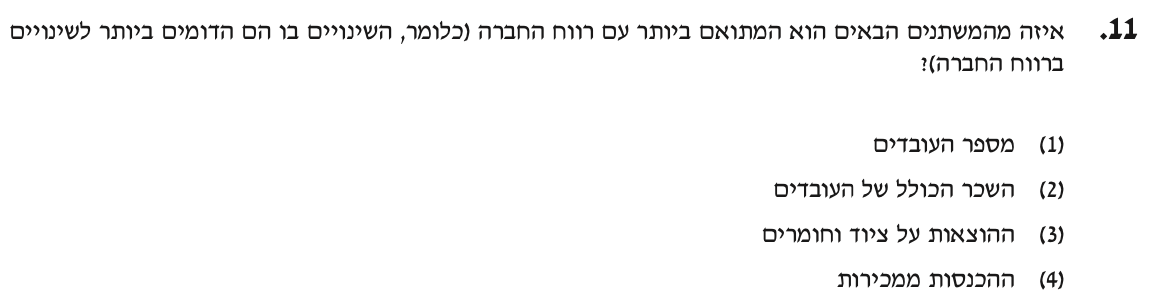 11. איזה מהמשתנים הבאים הוא המתואם ביותר עם רווח החברה (כלומר, השינויים בו הם הדומים ביותר לשינויים
ברווח החברה)?
(1) מספר העובדים
(2) השכר הכולל של העובדים
(3) ההוצאות על ציוד וחומרים
(4) ההכנסות ממכירות